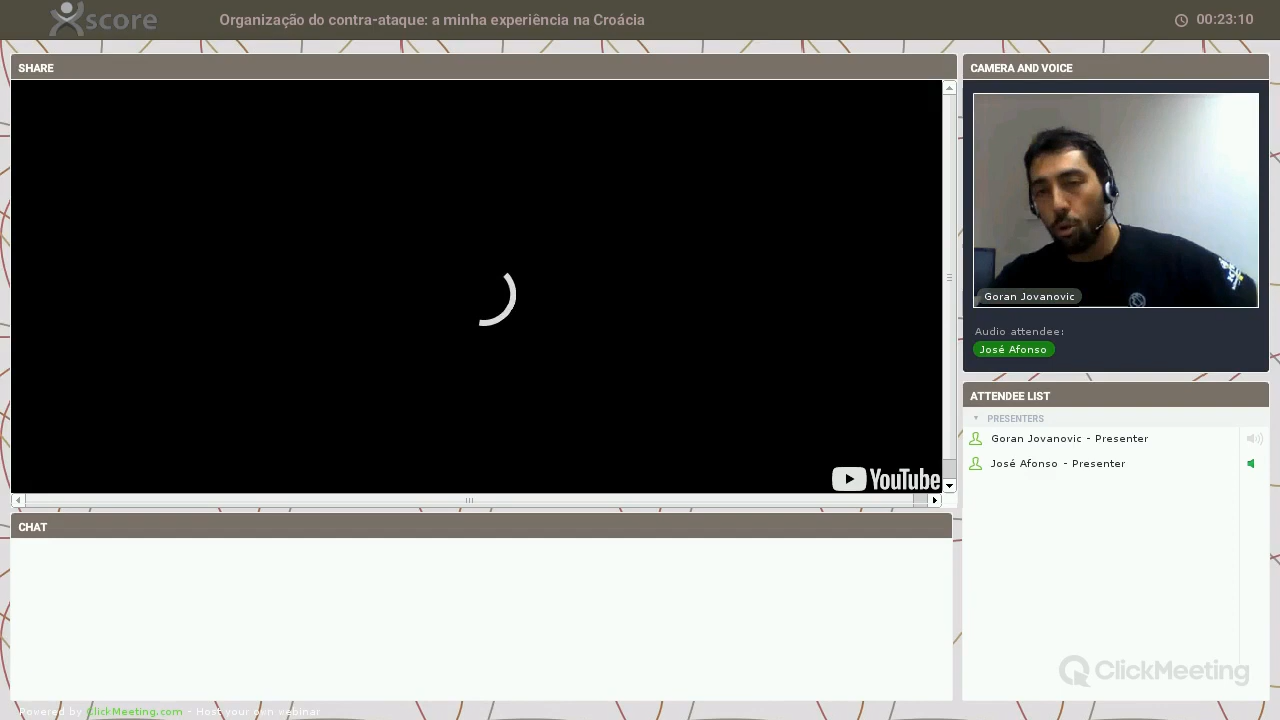 score
Organização do contra-ataque: a minha experiência na Croácia
00:23:10
SHARE
YouTube
CAMERA AND VOICE
Goran Jovanovic
Audio attendee:
José Afonso
ATTENDEE LIST
PRESENTERS
Goran Jovanovic - Presenter
José Afonso - Presenter
CHAT
ClickMeeting
Powered by ClickMeeting.com - Host your own webinar